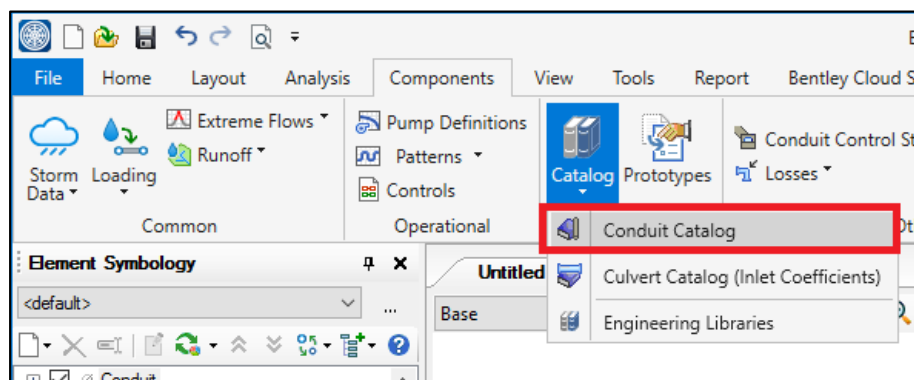 E
File Home Layout Analysis Components View Tools Report Bentley Cloud S
Extreme Flows Pump Definitions
Runoff Patterns Conduit Control St
Storm Data Loading Controls Catalog Prototypes Losses
Common Operational Ot
Conduit Catalog
Element Symbology Untitled
Culvert Catalog (Inlet Coefficients)
<default> ... Base
Engineering Libraries
Conduit